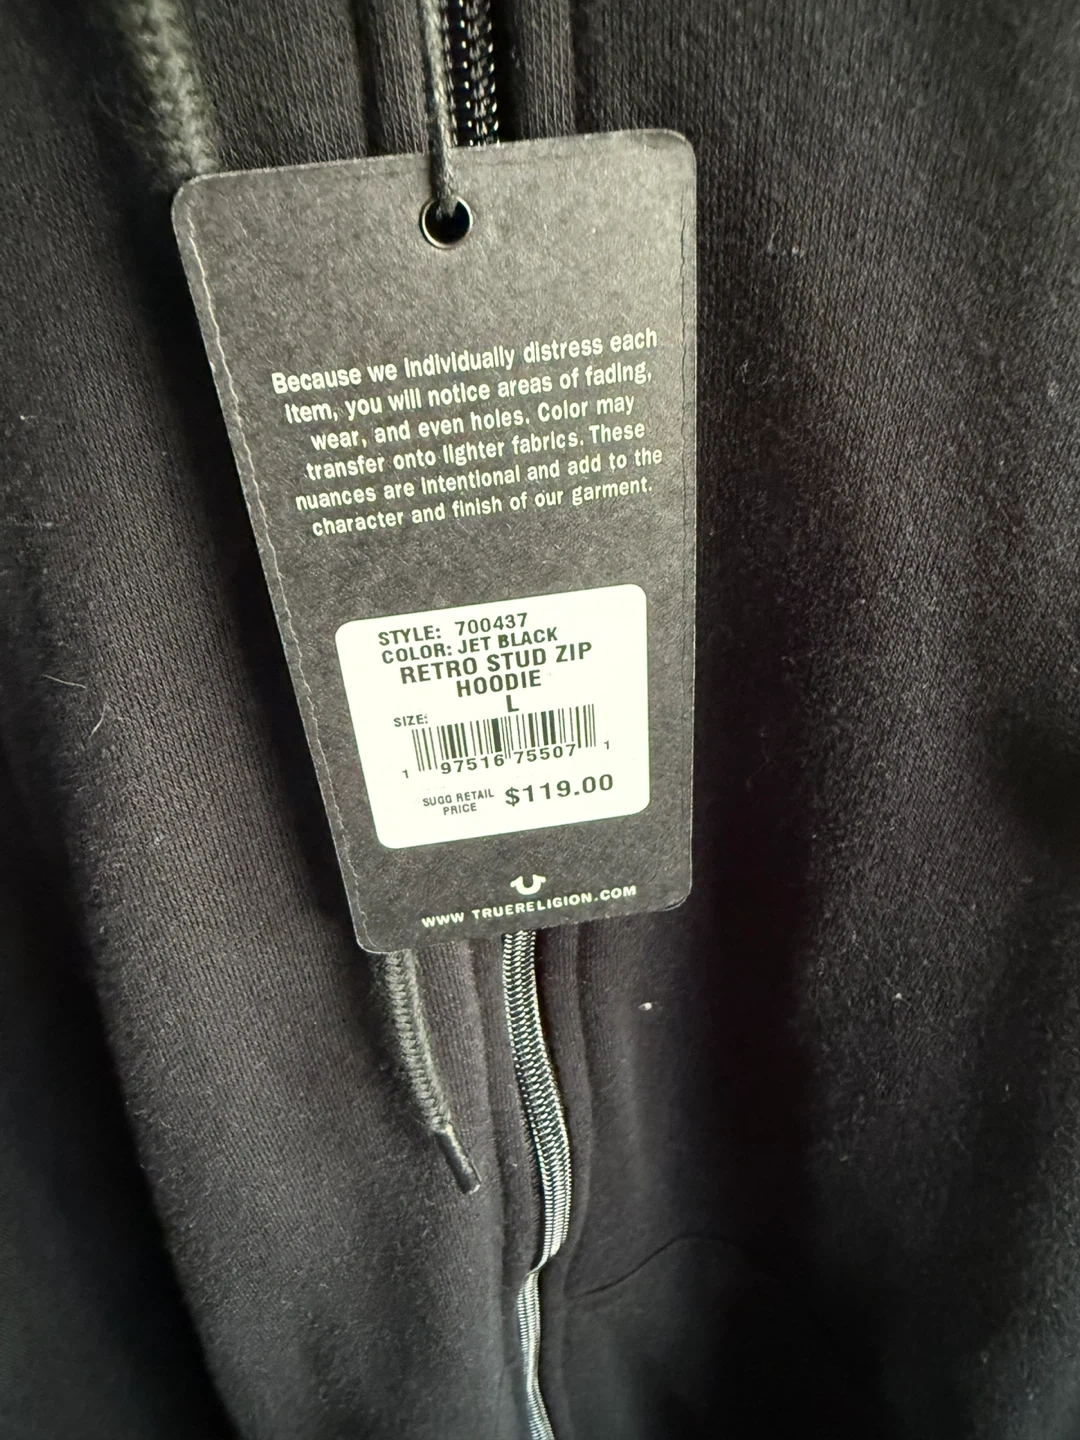 Because we individually distress each
item, you will notice areas of fading,
wear, and even holes. Color may
transfer onto lighter fabrics. These
nuances are intentional and add to the
character and finish of our garment.
STYLE: 700437
COLOR: JET BLACK
RETRO STUD ZIP
HOODIE
SIZE: L
1 97516 75507 1
SUGG RETAIL
PRICE $119.00
WWW TRUERELIGION.COM